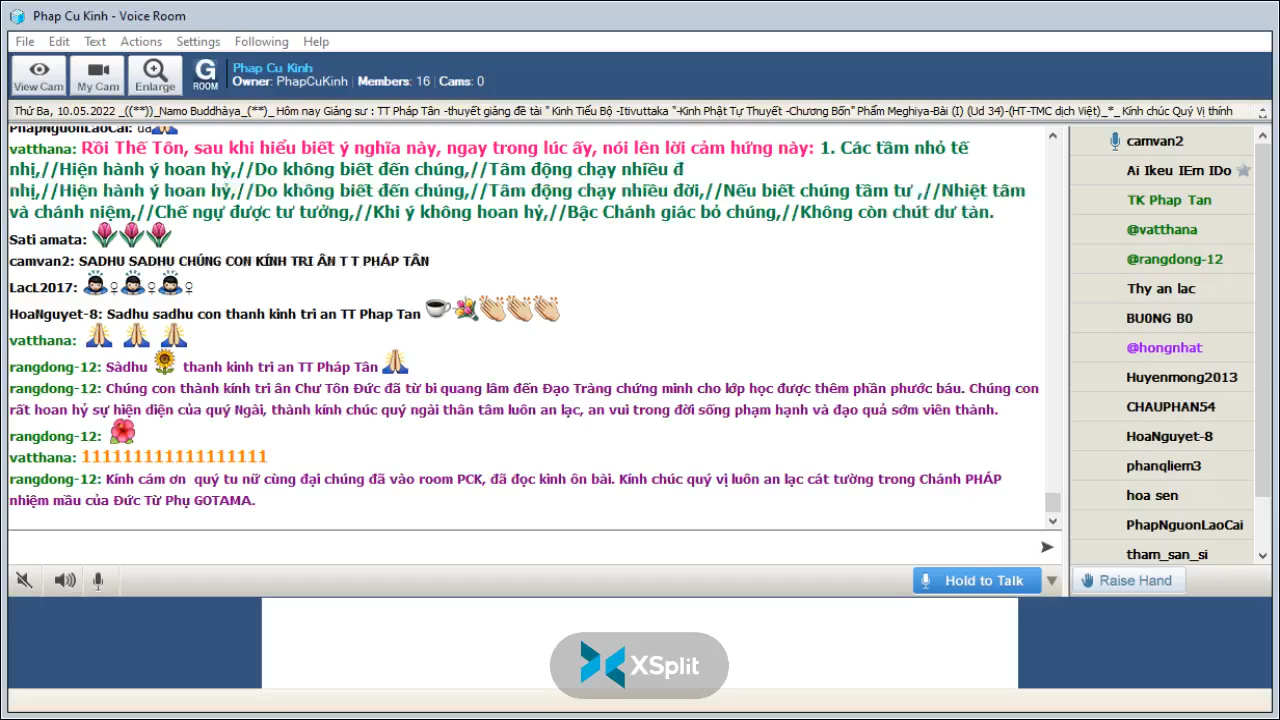 Phap Cu Kinh - Voice Room
File Edit Text Actions Settings Following Help
View Cam My Cam Enlarge G ROOM
Phap Cu Kinh
Owner: PhapCuKinh | Members: 16 | Cams: 0
Thứ Ba, 10.05.2022 _((**))_Namo Buddhàya_(**)_ Hôm nay Giảng sư : TT Pháp Tân -thuyết giảng đề tài " Kinh Tiểu Bộ -Itivuttaka "-Kinh Phật Tự Thuyết -Chương Bốn" Phẩm Meghiya-Bài (I) (Ud 34)-(HT-TMC dịch Việt)_*_ Kính chúc Quý Vị thính
PhapNguonLaoCai: dạ
vatthana: Rồi Thế Tôn, sau khi hiểu biết ý nghĩa này, ngay trong lúc ấy, nói lên lời cảm hứng này: 1. Các tầm nhỏ tế
nhị,//Hiện hành ý hoan hỷ,//Do không biết đến chúng,//Tâm động chạy nhiều đ
nhị,//Hiện hành ý hoan hỷ,//Do không biết đến chúng,//Tâm động chạy nhiều đời,//Nếu biết chúng tầm tư ,//Nhiệt tâm
và chánh niệm,//Chế ngự được tư tưởng,//Khi ý không hoan hỷ,//Bậc Chánh giác bỏ chúng,//Không còn chút dư tàn.
Sati amata:
camvan2: SADHU SADHU CHÚNG CON KÍNH TRI ÂN T T PHÁP TÂN
LacL2017:
HoaNguyet-8: Sadhu sadhu con thanh kinh tri an TT Phap Tan
vatthana:
rangdong-12: Sàdhu thanh kinh tri an TT Pháp Tân
rangdong-12: Chúng con thành kính tri ân Chư Tôn Đức đã từ bi quang lâm đến Đạo Tràng chứng minh cho lớp học được thêm phần phước báu. Chúng con
rất hoan hỷ sự hiện diện của quý Ngài, thành kính chúc quý ngài thân tâm luôn an lạc, an vui trong đời sống phạm hạnh và đạo quả sớm viên thành.
rangdong-12:
vatthana: 11111111111111111111
rangdong-12: Kính cám ơn quý tu nữ cùng đại chúng đã vào room PCK, đã đọc kinh ôn bài. Kính chúc quý vị luôn an lạc cát tường trong Chánh PHÁP
nhiệm mầu của Đức Từ Phụ GOTAMA.
camvan2
Ai Ikeu IEm IDo
TK Phap Tan
@vatthana
@rangdong-12
Thy an lac
BU0NG B0
@hongnhat
Huyenmong2013
CHAUPHAN54
HoaNguyet-8
phanqliem3
hoa sen
PhapNguonLaoCai
tham_san_si
Hold to Talk
Raise Hand
XSplit